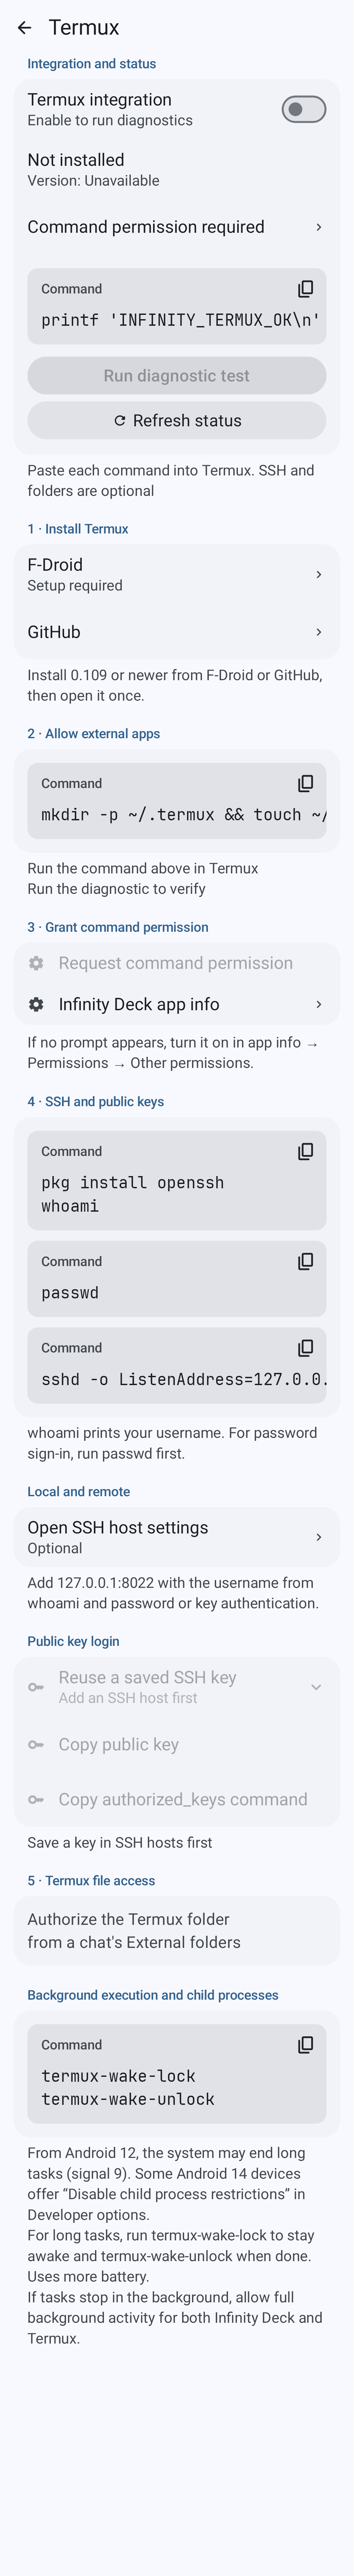 Termux
Integration and status
Termux integration
Enable to run diagnostics
Not installed
Version: Unavailable
Command permission required
Command
printf 'INFINITY_TERMUX_OK\n'
Run diagnostic test
Refresh status
Paste each command into Termux. SSH and
folders are optional
1 · Install Termux
F-Droid
Setup required
GitHub
Install 0.109 or newer from F-Droid or GitHub,
then open it once.
2 · Allow external apps
Command
mkdir -p ~/.termux && touch ~/
Run the command above in Termux
Run the diagnostic to verify
3 · Grant command permission
Request command permission
Infinity Deck app info
If no prompt appears, turn it on in app info →
Permissions → Other permissions.
4 · SSH and public keys
Command
pkg install openssh
whoami
Command
passwd
Command
sshd -o ListenAddress=127.0.0.
whoami prints your username. For password
sign-in, run passwd first.
Local and remote
Open SSH host settings
Optional
Add 127.0.0.1:8022 with the username from
whoami and password or key authentication.
Public key login
Reuse a saved SSH key
Add an SSH host first
Copy public key
Copy authorized_keys command
Save a key in SSH hosts first
5 · Termux file access
Authorize the Termux folder
from a chat's External folders
Background execution and child processes
Command
termux-wake-lock
termux-wake-unlock
From Android 12, the system may end long
tasks (signal 9). Some Android 14 devices
offer “Disable child process restrictions” in
Developer options.
For long tasks, run termux-wake-lock to stay
awake and termux-wake-unlock when done.
Uses more battery.
If tasks stop in the background, allow full
background activity for both Infinity Deck and
Termux.